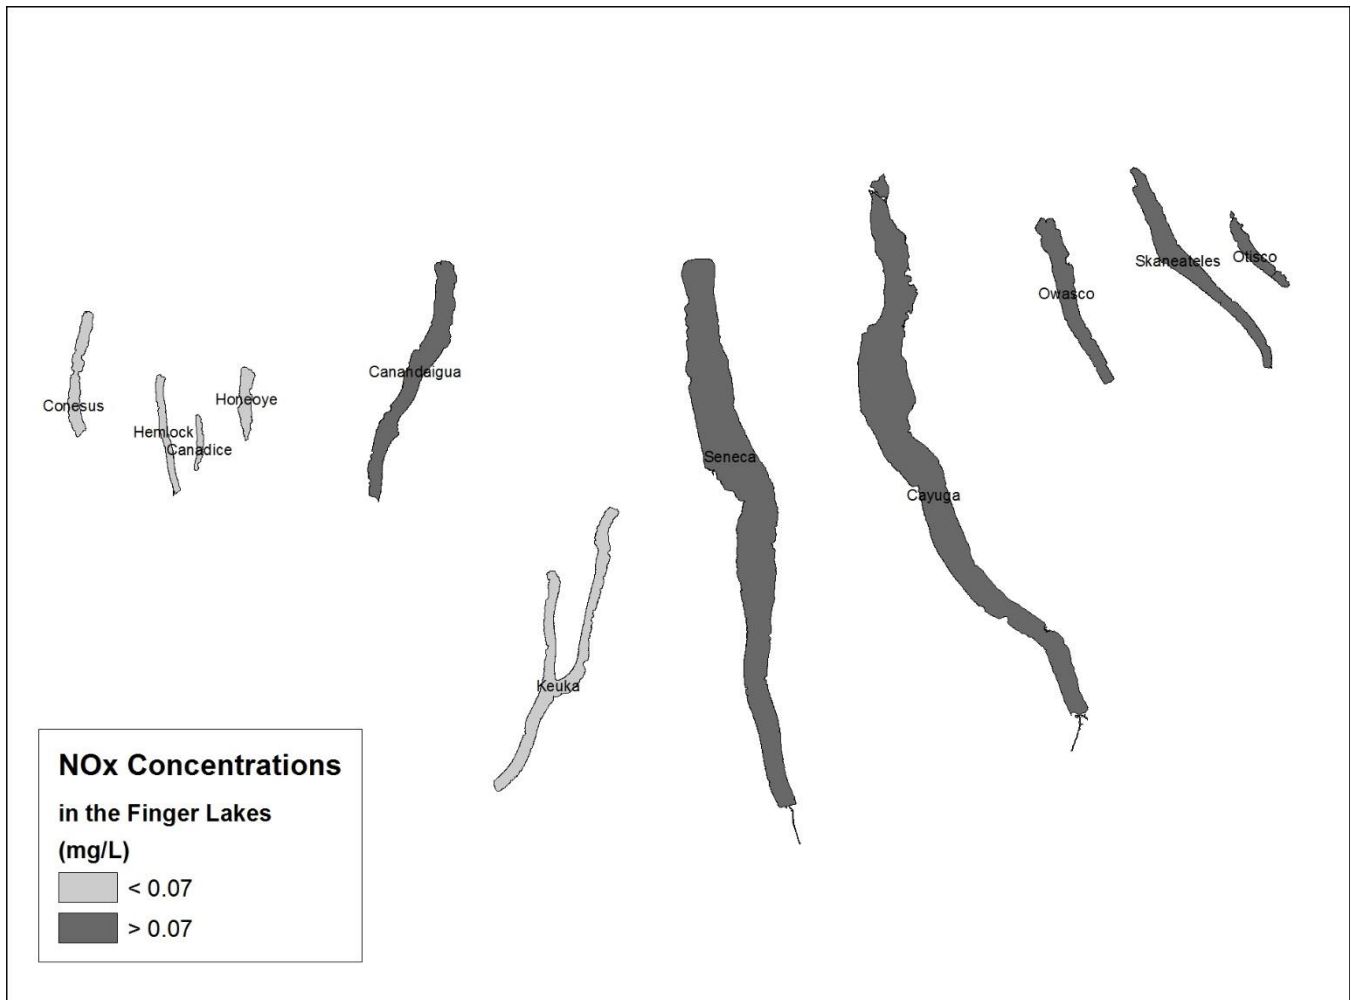 Skaneateles
Otisco
Owasco
Canandaigua
Honeoye
Conesus
Hemlock
Canadice
Seneca
Cayuga
Keuka
NOx Concentrations
in the Finger Lakes
(mg/L)
< 0.07
> 0.07